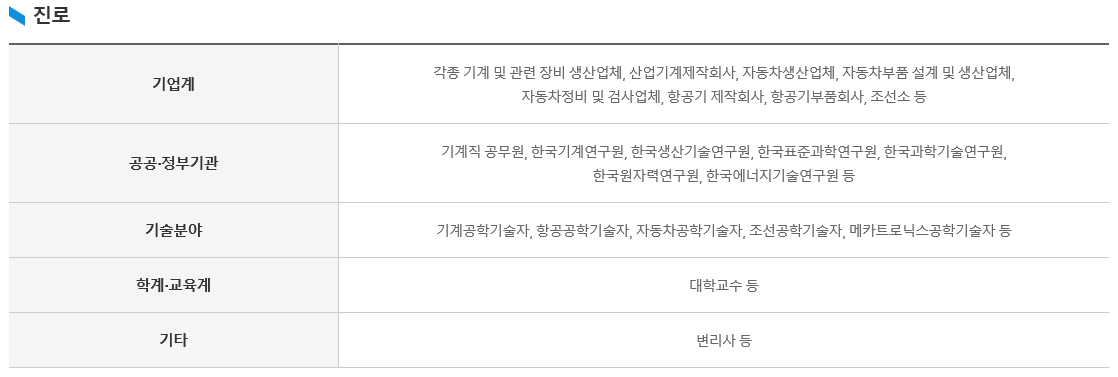 진로
기업계
각종 기계 및 관련 장비 생산업체, 산업기계제작회사, 자동차생산업체, 자동차부품 설계 및 생산업체,
자동차정비 및 검사업체, 항공기 제작회사, 항공기부품회사, 조선소 등
공공·정부기관
기계직 공무원, 한국기계연구원, 한국생산기술연구원, 한국표준과학연구원, 한국과학기술연구원,
한국원자력연구원, 한국에너지기술연구원 등
기술분야
기계공학기술자, 항공공학기술자, 자동차공학기술자, 조선공학기술자, 메카트로닉스공학기술자 등
학계·교육계
대학교수 등
기타
변리사 등